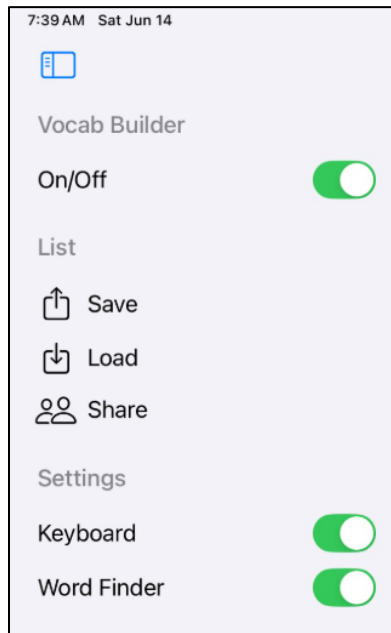 7:39 AM Sat Jun 14
Vocab Builder
On/Off
List
Save
Load
Share
Settings
Keyboard
Word Finder